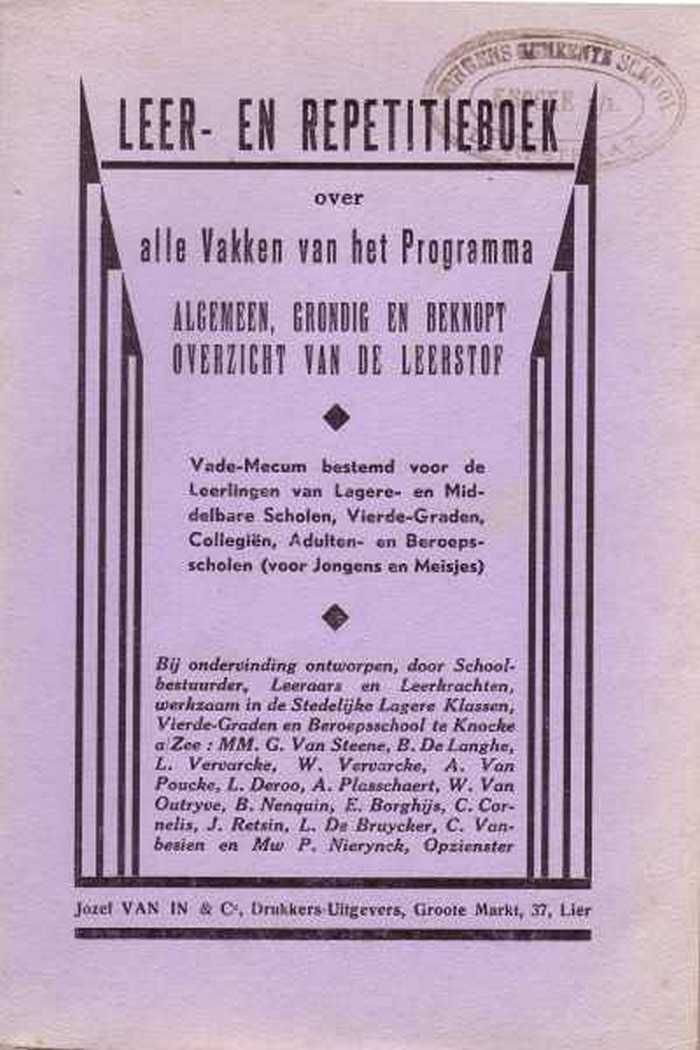 GEMEENTE SCHOOL
KNOCKE
LEER- EN REPETITIEBOEK
over
alle Vakken van het Programma
ALGEMEEN, GRONDIG EN BEKNOPT
OVERZICHT VAN DE LEERSTOF
Vade-Mecum bestemd voor de
Leerlingen van Lagere- en Mid-
delbare Scholen, Vierde-Graden,
Collegiën, Adulten- en Beroeps-
scholen (voor Jongens en Meisjes)
Bij ondervinding ontworpen, door School-
bestuurder, Leeraars en Leerkrachten,
werkzaam in de Stedelijke Lagere Klassen,
Vierde-Graden en Beroepsschool te Knocke
a/Zee : MM. G. Van Steene, B. De Langhe,
L. Vervarcke, W. Vervarcke, A. Van
Poucke, L. Deroo, A. Plasschaert, W. Van
Outryve, B. Nenquin, E. Borghijs, C. Cor-
nelis, J. Retsin, L. De Bruycker, C. Van-
besien en Mw P. Nierynck, Opzienster
Jozef VAN IN & Cº, Drukkers-Uitgevers, Groote Markt, 37, Lier